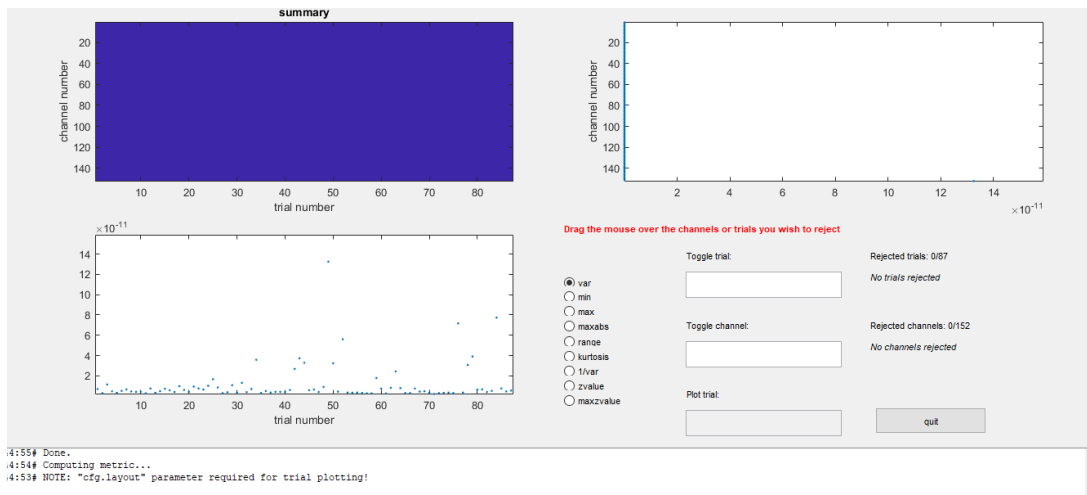 summary
channel number
20
40
60
80
100
120
140
10 20 30 40 50 60 70 80
trial number
channel number
20
40
60
80
100
120
140
2 4 6 8 10 12 14
×10-11
×10-11
14
12
10
8
6
4
2
10 20 30 40 50 60 70 80
trial number
Drag the mouse over the channels or trials you wish to reject
var
min
max
maxabs
range
kurtosis
1/var
zvalue
maxzvalue
Toggle trial:
Toggle channel:
Plot trial:
Rejected trials: 0/87
No trials rejected
Rejected channels: 0/152
No channels rejected
quit
4:55# Done.
4:54# Computing metric...
4:53# NOTE: "cfg.layout" parameter required for trial plotting!